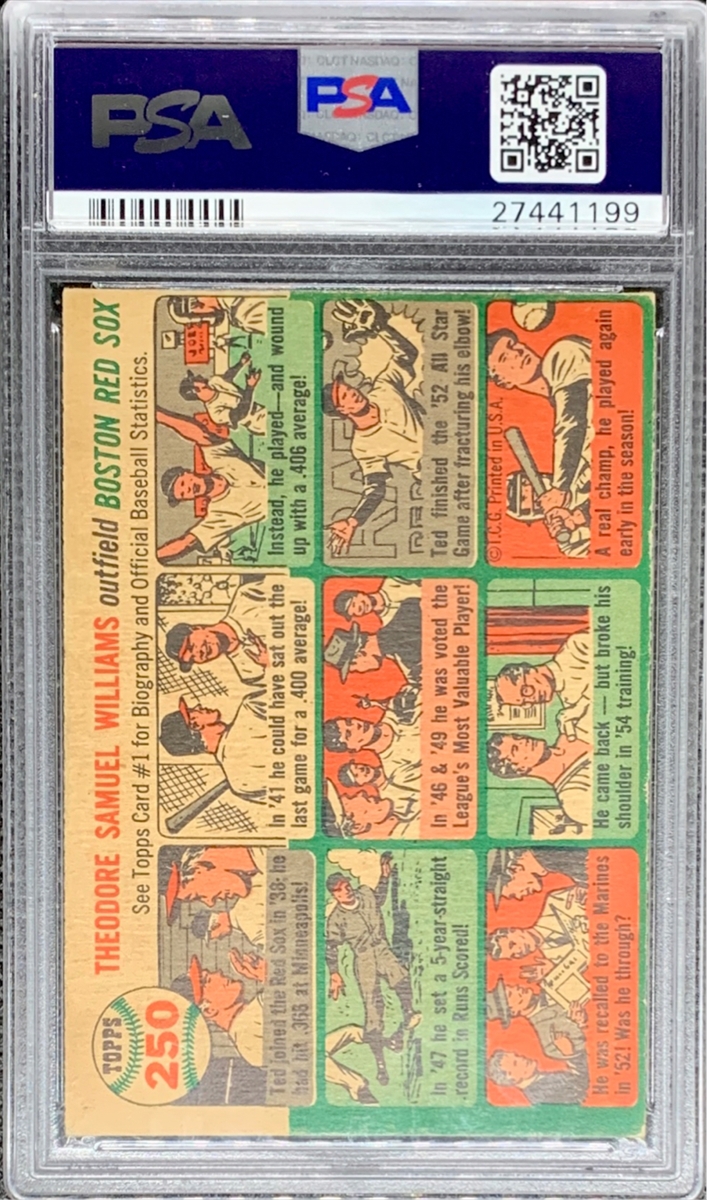 PSA
PSA
27441199
TOPPS
250
THEODORE SAMUEL WILLIAMS outfield BOSTON RED SOX
See Topps Card #1 for Biography and Official Baseball Statistics.
Ted joined the Red Sox in '38: he
had hit .366 at Minneapolis!
In '41 he could have sat out the
last game for a .400 average!
Instead, he played—and wound
up with a .406 average!
In '47 he set a 5-year-straight
record in Runs Scored!
In '46 & '49 he was voted the
League's Most Valuable Player!
Ted finished the '52 All Star
Game after fracturing his elbow!
He was recalled to the Marines
in '52! Was he through?
He came back — but broke his
shoulder in '54 training!
©T.C.G. Printed in U.S.A.
A real champ, he played again
early in the season!